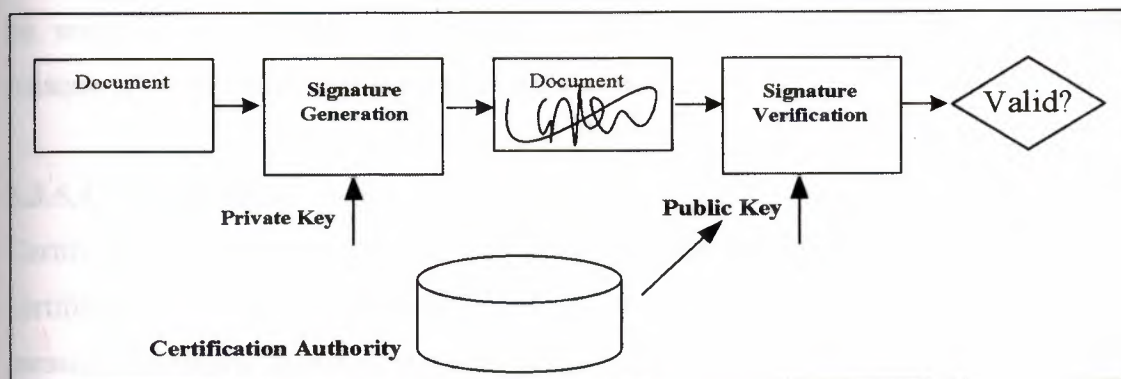 Document
Signature
Generation
Document
Signature
Verification
Valid?
Private Key
Public Key
Certification Authority